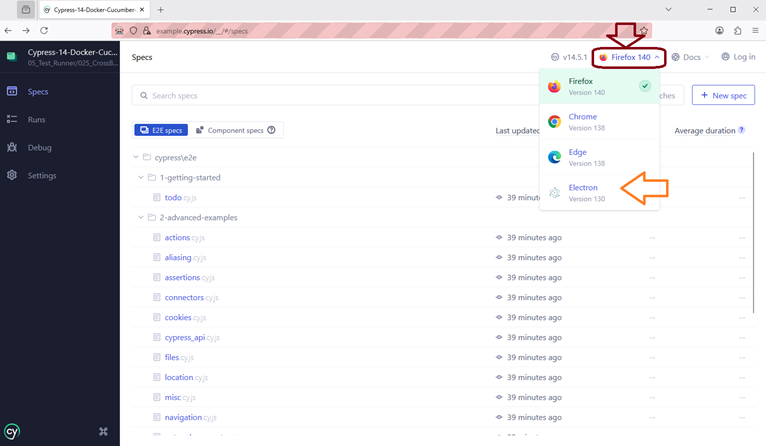 Cypress-14-Docker-Cucumber-
example.cypress.io/__/#/specs
Cypress-14-Docker-Cuc...
05_Test_Runner/025_CrossB...
Specs
v14.5.1
Firefox 140
Docs
Log in
Specs
Runs
Debug
Settings
Search specs
ches
+ New spec
Firefox
Version 140
Chrome
Version 138
Edge
Version 138
Electron
Version 130
E2E specs
Component specs
Last updated
Average duration
cypress\e2e
1-getting-started
todo.cy.js
39 minutes ago
2-advanced-examples
actions.cy.js
39 minutes ago
--
--
aliasing.cy.js
39 minutes ago
--
--
assertions.cy.js
39 minutes ago
--
--
connectors.cy.js
39 minutes ago
--
--
cookies.cy.js
39 minutes ago
--
--
cypress_api.cy.js
39 minutes ago
--
--
files.cy.js
39 minutes ago
--
--
location.cy.js
39 minutes ago
--
--
misc.cy.js
39 minutes ago
--
--
navigation.cy.js
39 minutes ago
--
--
cy